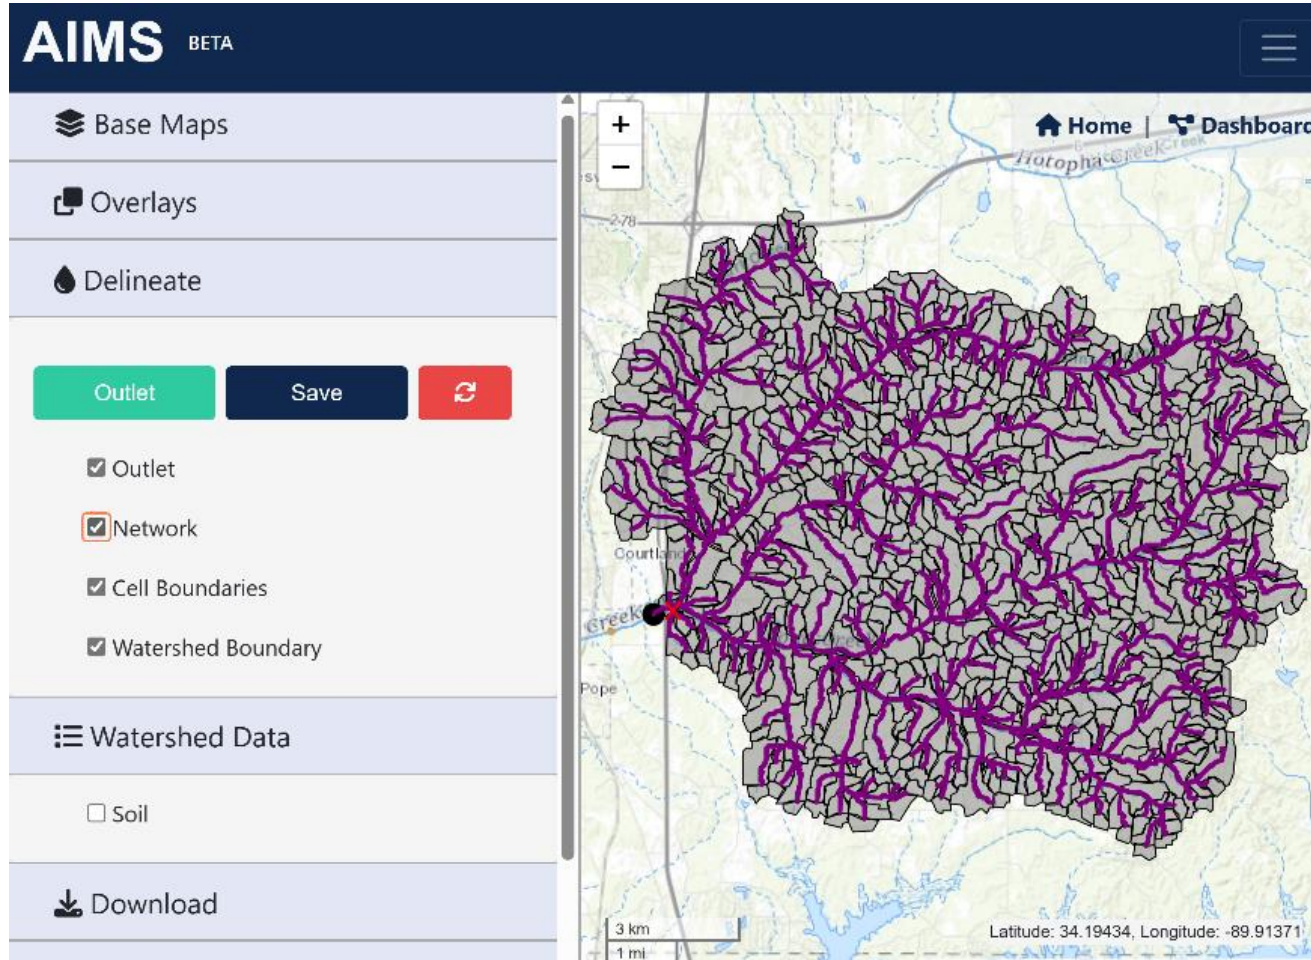 AIMS BETA
Base Maps
Overlays
Delineate
Outlet Save
Outlet
Network
Cell Boundaries
Watershed Boundary
Watershed Data
Soil
Download
+
−
Home | Dashboard
Hotopha Creek
Creek
Courtland
Creek
Pope
3 km
1 mi
Latitude: 34.19434, Longitude: -89.91371